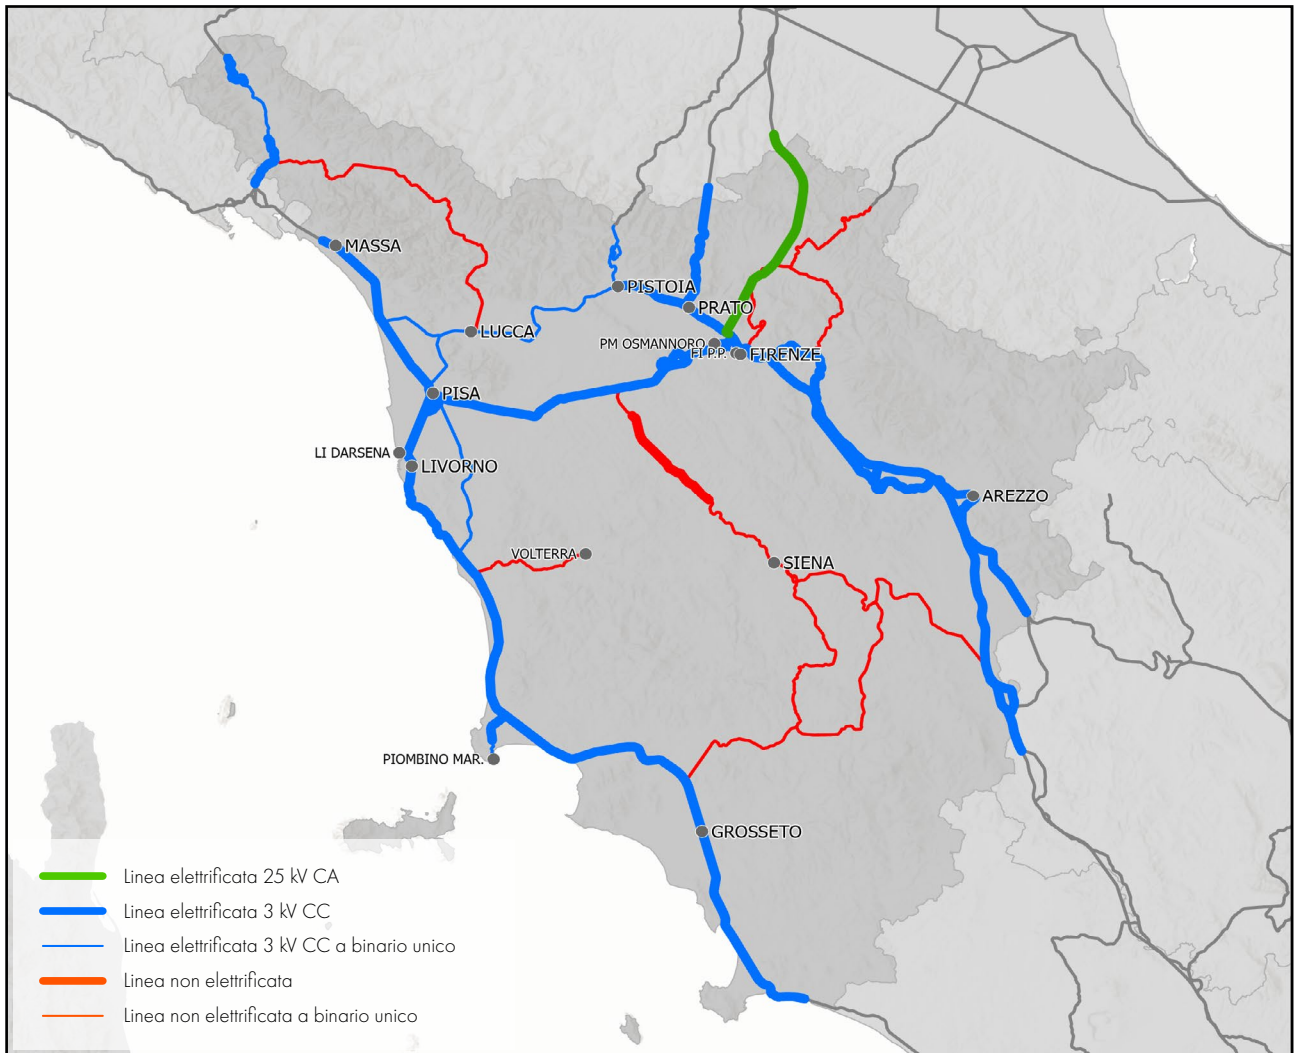 MASSA
PISTOIA
PRATO
LUCCA
PM OSMANNORO
FI P.P.
FIRENZE
PISA
LI DARSENA
LIVORNO
AREZZO
VOLTERRA
SIENA
PIOMBINO MAR.
GROSSETO
Linea elettrificata 25 kV CA
Linea elettrificata 3 kV CC
Linea elettrificata 3 kV CC a binario unico
Linea non elettrificata
Linea non elettrificata a binario unico